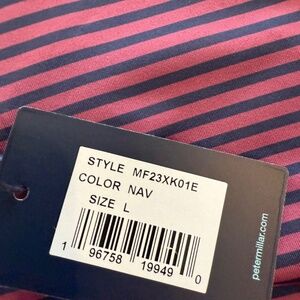 STYLE MF23XK01E
COLOR NAV
SIZE L
1 96758 19949 0
petermillar.com